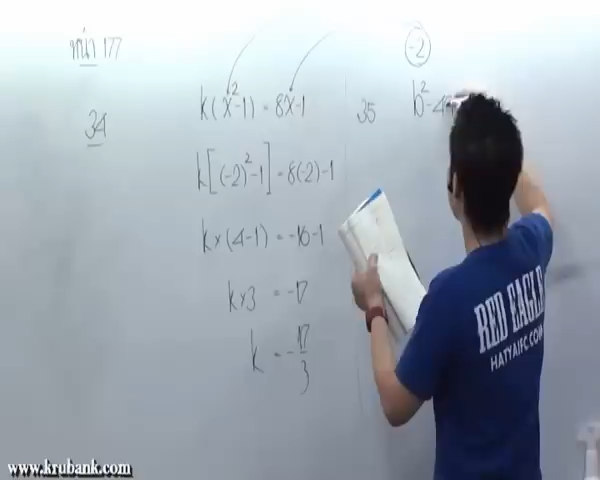 หน้า 177
34
k(x²-1) = 8x-1
k[(-2)²-1] = 8(-2)-1
k×(4-1) = -16-1
k×3 = -17
k = -17/3
-2
35
b²-4
RED EAGLE
HATYAIFC.COM
www.krubank.com